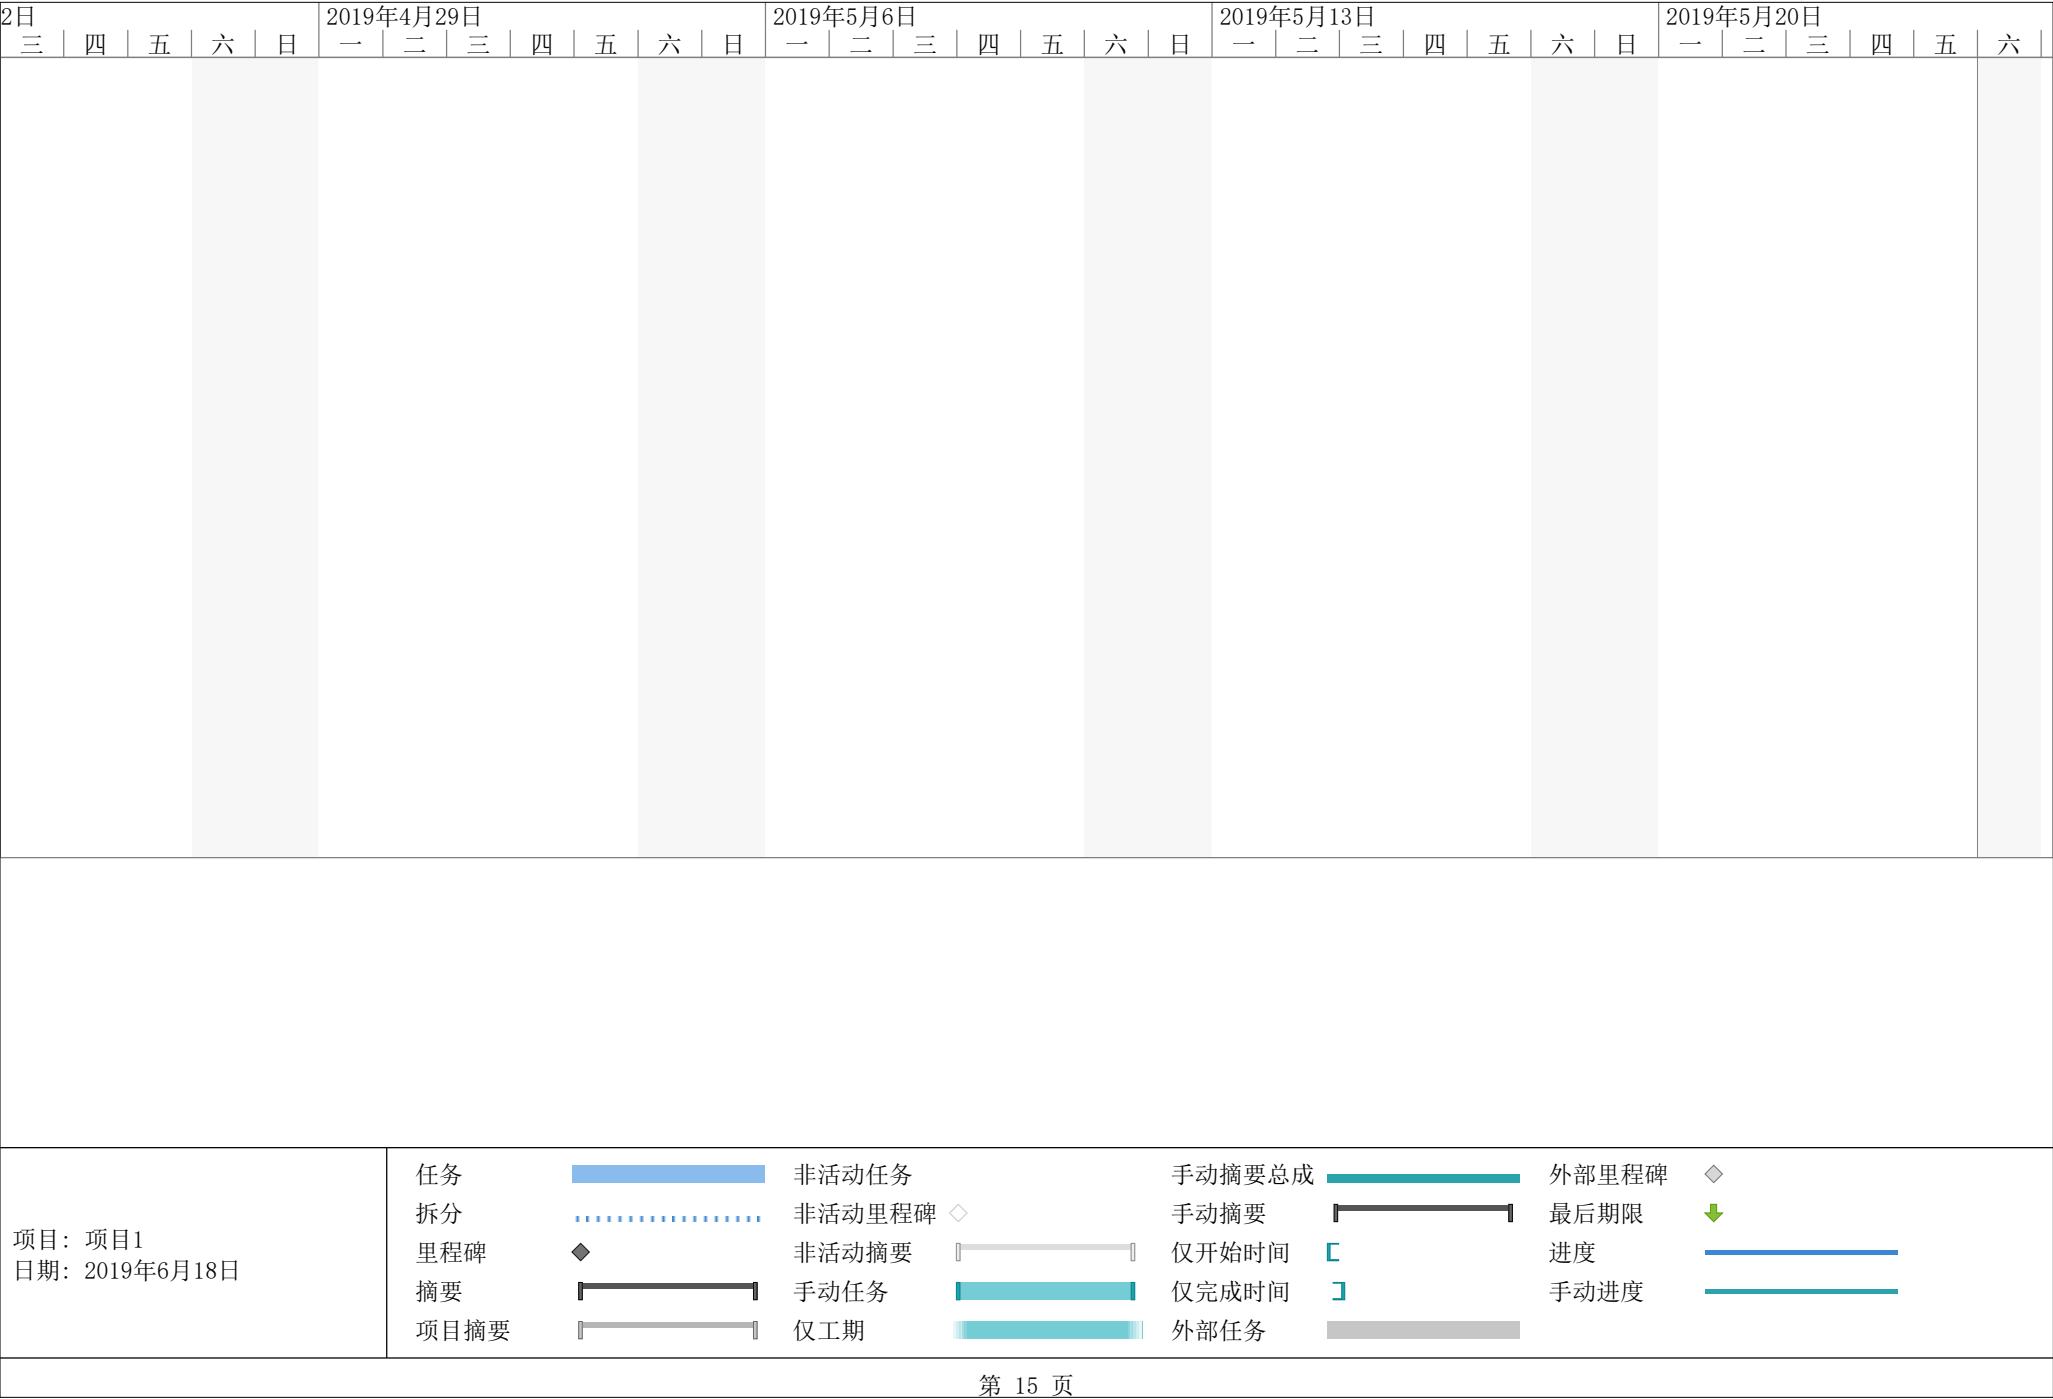 2日 2019年4月29日 2019年5月6日 2019年5月13日 2019年5月20日
三 四 五 六 日 一 二 三 四 五 六 日 一 二 三 四 五 六 日 一 二 三 四 五 六 日 一 二 三 四 五 六
项目: 项目1
日期: 2019年6月18日
任务
拆分
里程碑
摘要
项目摘要
非活动任务
非活动里程碑
非活动摘要
手动任务
仅工期
手动摘要总成
手动摘要
仅开始时间
仅完成时间
外部任务
外部里程碑
最后期限
进度
手动进度
第 15 页